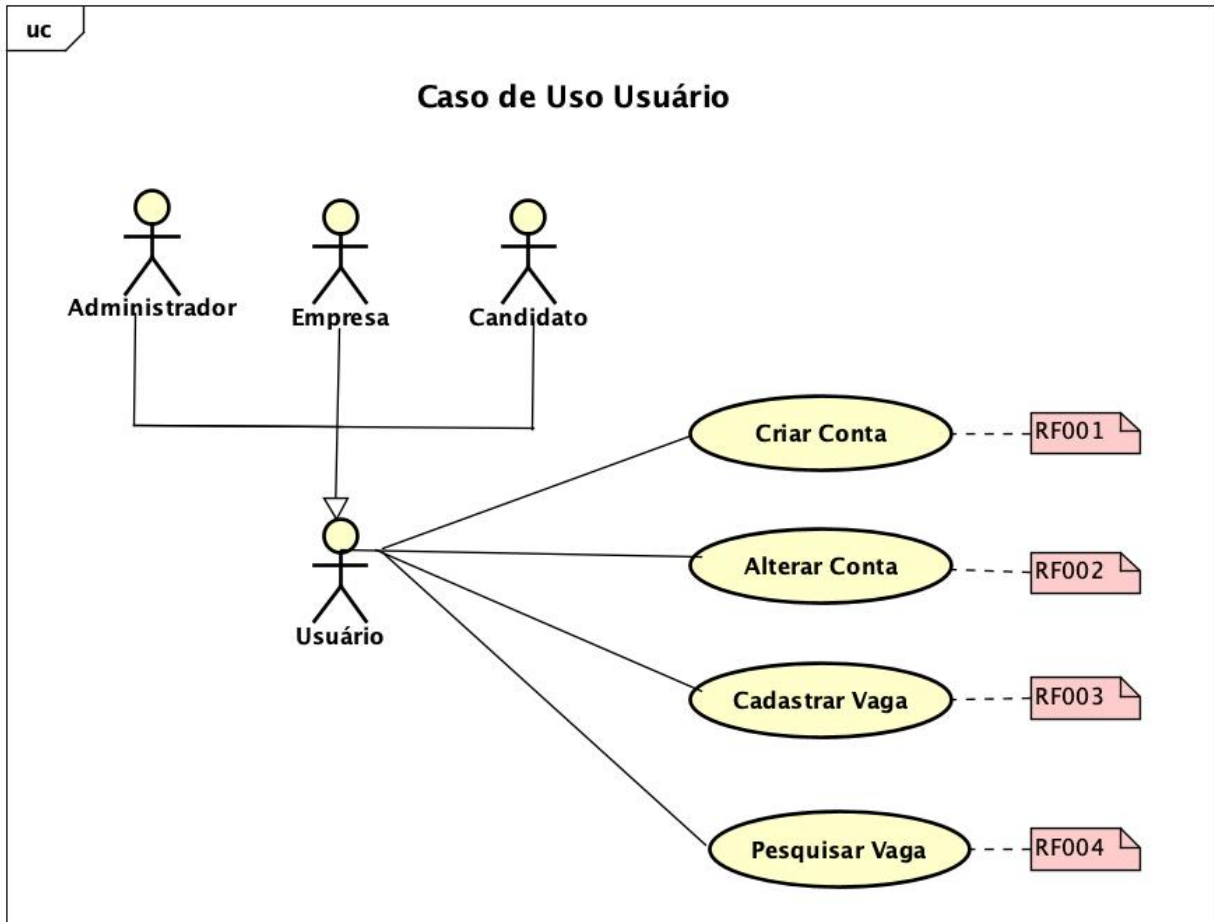 uc
Caso de Uso Usuário
Administrador
Empresa
Candidato
Usuário
Criar Conta
RF001
Alterar Conta
RF002
Cadastrar Vaga
RF003
Pesquisar Vaga
RF004